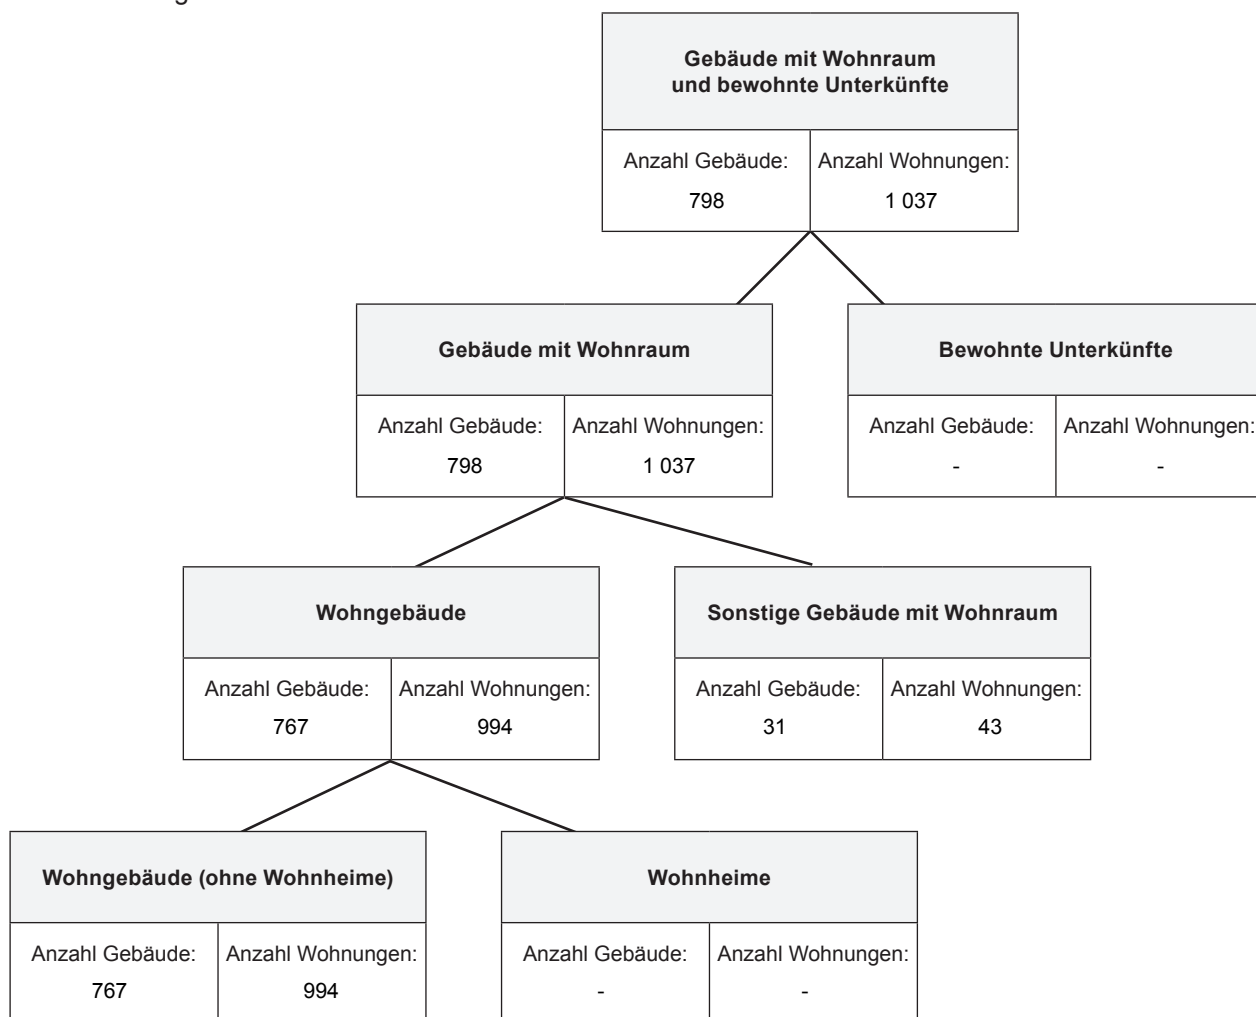 Gebäude mit Wohnraum
und bewohnte Unterkünfte
Anzahl Gebäude: Anzahl Wohnungen:
798 1 037
Gebäude mit Wohnraum
Anzahl Gebäude: Anzahl Wohnungen:
798 1 037
Bewohnte Unterkünfte
Anzahl Gebäude: Anzahl Wohnungen:
- -
Wohngebäude
Anzahl Gebäude: Anzahl Wohnungen:
767 994
Sonstige Gebäude mit Wohnraum
Anzahl Gebäude: Anzahl Wohnungen:
31 43
Wohngebäude (ohne Wohnheime)
Anzahl Gebäude: Anzahl Wohnungen:
767 994
Wohnheime
Anzahl Gebäude: Anzahl Wohnungen:
- -